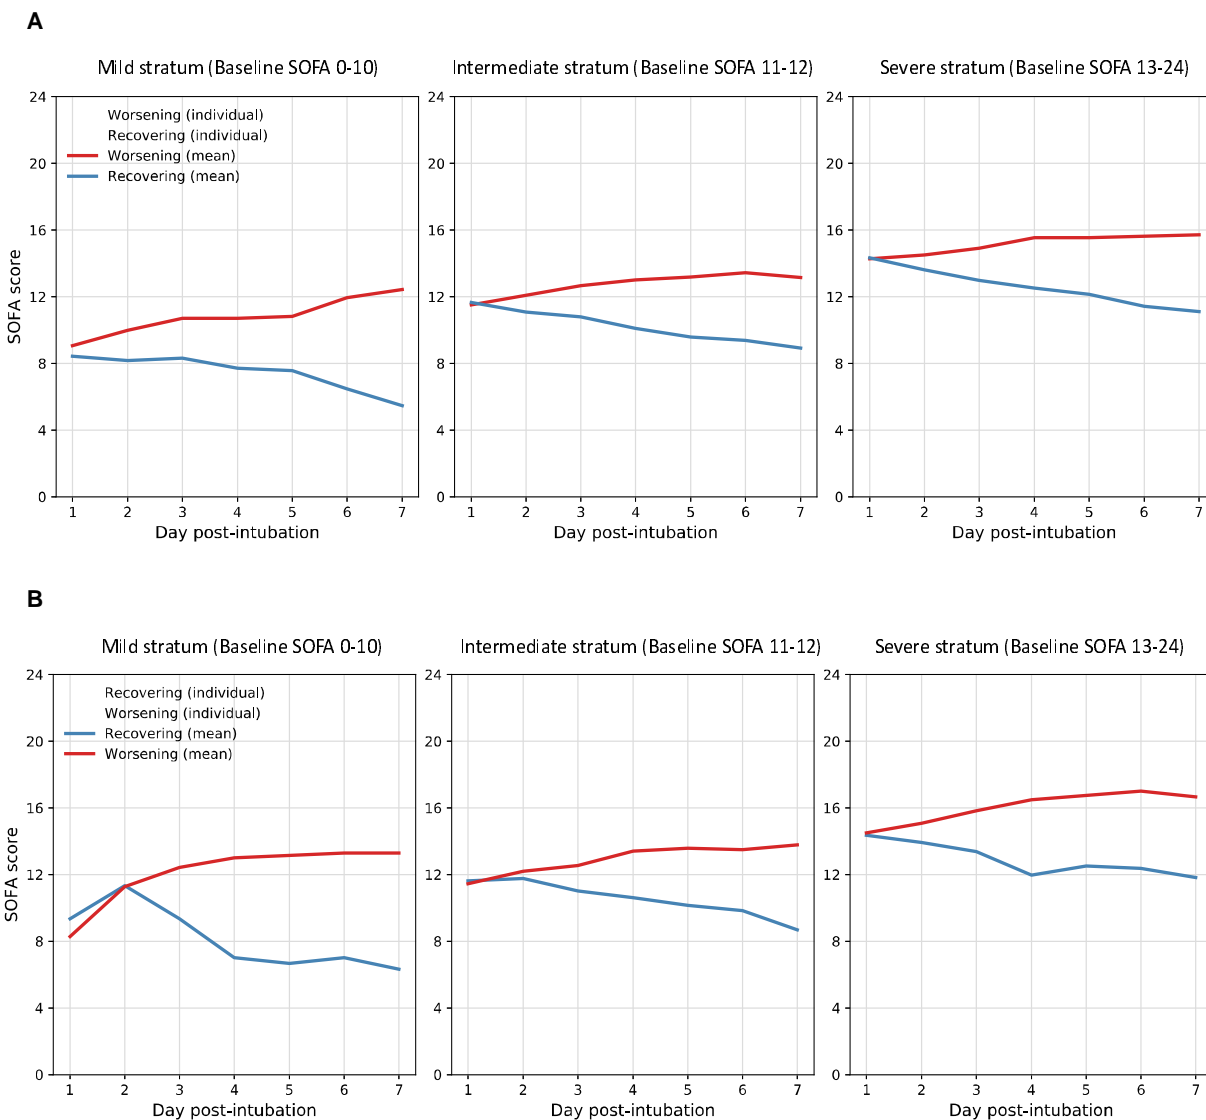 A
Mild stratum (Baseline SOFA 0-10)
Intermediate stratum (Baseline SOFA 11-12)
Severe stratum (Baseline SOFA 13-24)
24
20
16
12
8
4
0
SOFA score
Worsening (individual)
Recovering (individual)
Worsening (mean)
Recovering (mean)
1 2 3 4 5 6 7
Day post-intubation
24
20
16
12
8
4
0
1 2 3 4 5 6 7
Day post-intubation
24
20
16
12
8
4
0
1 2 3 4 5 6 7
Day post-intubation
B
Mild stratum (Baseline SOFA 0-10)
Intermediate stratum (Baseline SOFA 11-12)
Severe stratum (Baseline SOFA 13-24)
24
20
16
12
8
4
0
SOFA score
Recovering (individual)
Worsening (individual)
Recovering (mean)
Worsening (mean)
1 2 3 4 5 6 7
Day post-intubation
24
20
16
12
8
4
0
1 2 3 4 5 6 7
Day post-intubation
24
20
16
12
8
4
0
1 2 3 4 5 6 7
Day post-intubation